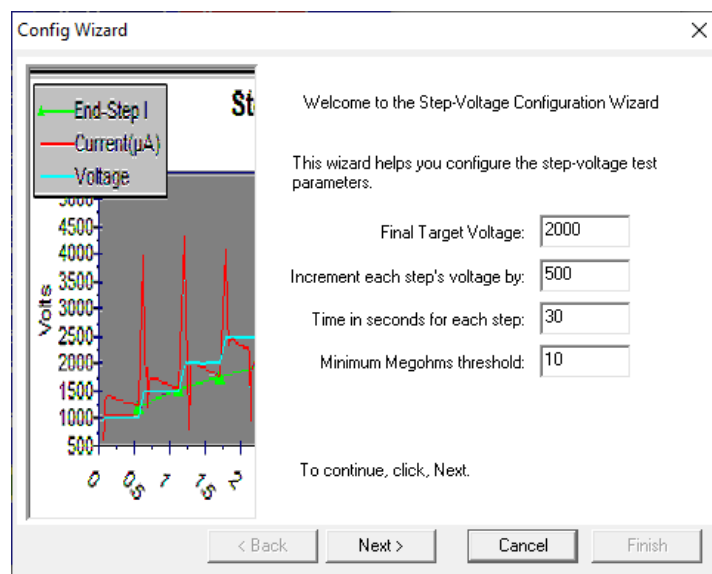 Config Wizard
End-Step I
Current(µA)
Voltage
St
Welcome to the Step-Voltage Configuration Wizard
This wizard helps you configure the step-voltage test
parameters.
Final Target Voltage: 2000
Increment each step's voltage by: 500
Time in seconds for each step: 30
Minimum Megohms threshold: 10
Volts
5000
4500
4000
3500
3000
2500
2000
1500
1000
500
0 0,5 1 1,5 2
To continue, click, Next.
< Back Next > Cancel Finish